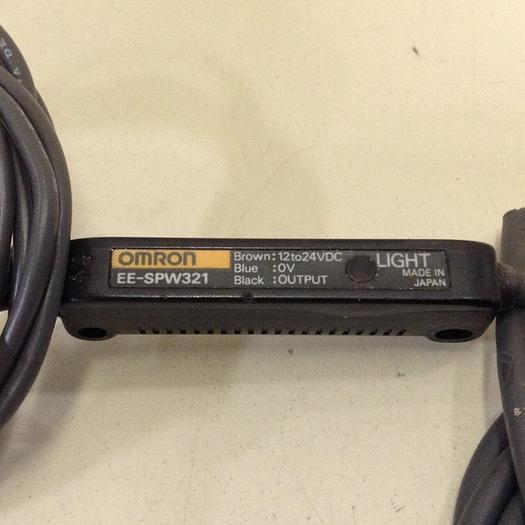 OMRON
EE-SPW321
Brown: 12to24VDC
Blue : 0V
Black : OUTPUT
LIGHT
MADE IN
JAPAN